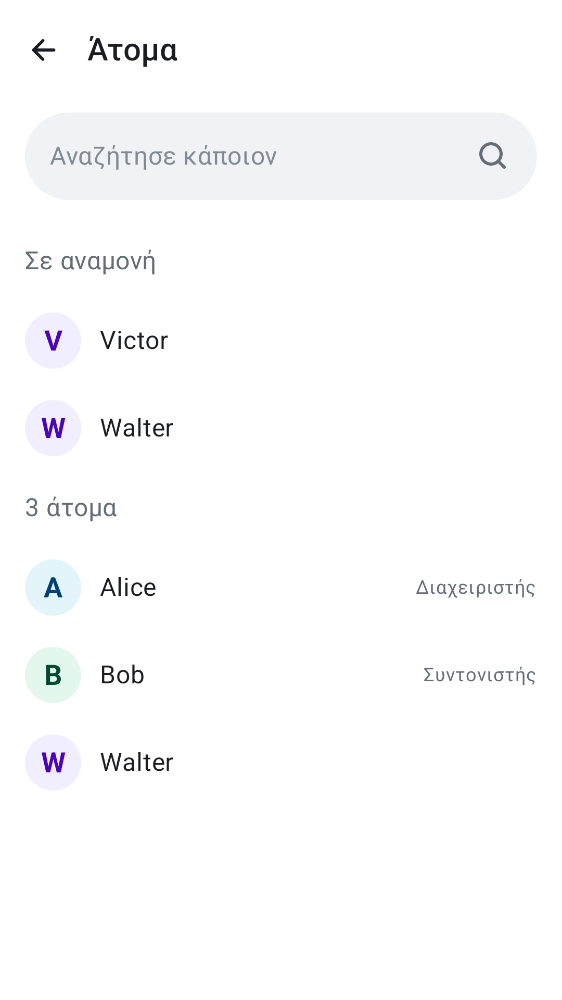 Άτομα
Αναζήτησε κάποιον
Σε αναμονή
V Victor
W Walter
3 άτομα
A Alice Διαχειριστής
B Bob Συντονιστής
W Walter